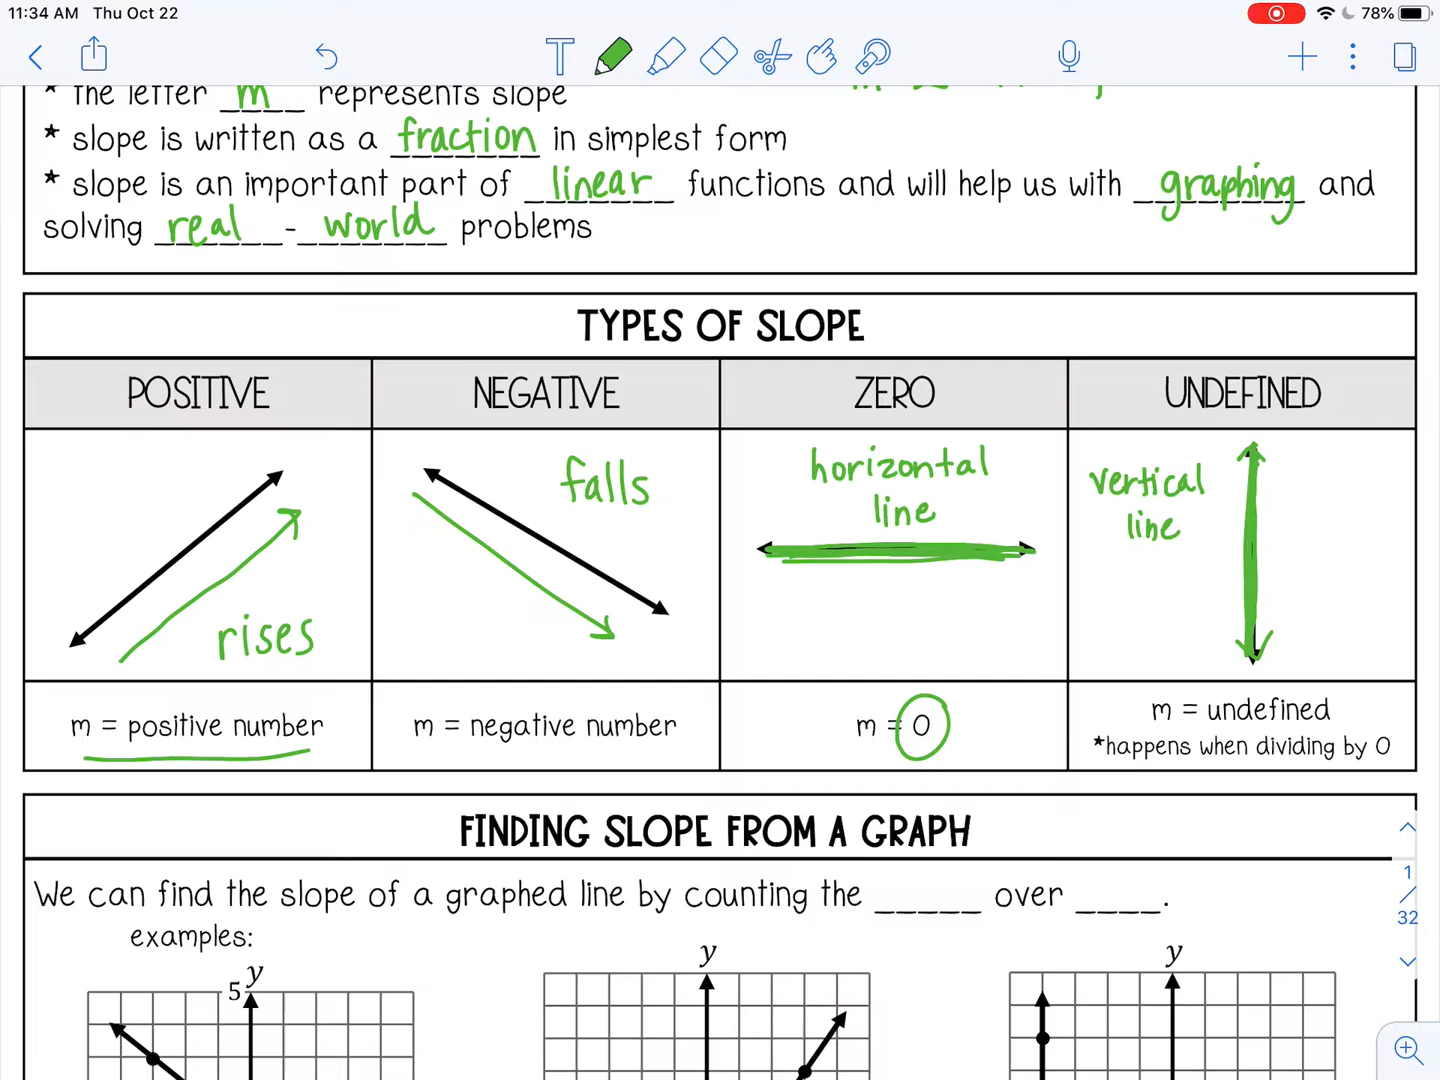 11:34 AM Thu Oct 22
78%
* the letter m represents slope
* slope is written as a fraction in simplest form
* slope is an important part of linear functions and will help us with graphing and
solving real - world problems
TYPES OF SLOPE
POSITIVE
NEGATIVE
ZERO
UNDEFINED
rises
falls
horizontal
line
vertical
line
m = positive number
m = negative number
m = 0
m = undefined
*happens when dividing by 0
FINDING SLOPE FROM A GRAPH
We can find the slope of a graphed line by counting the _____ over ____.
examples:
5
y
y
y
1
/
32